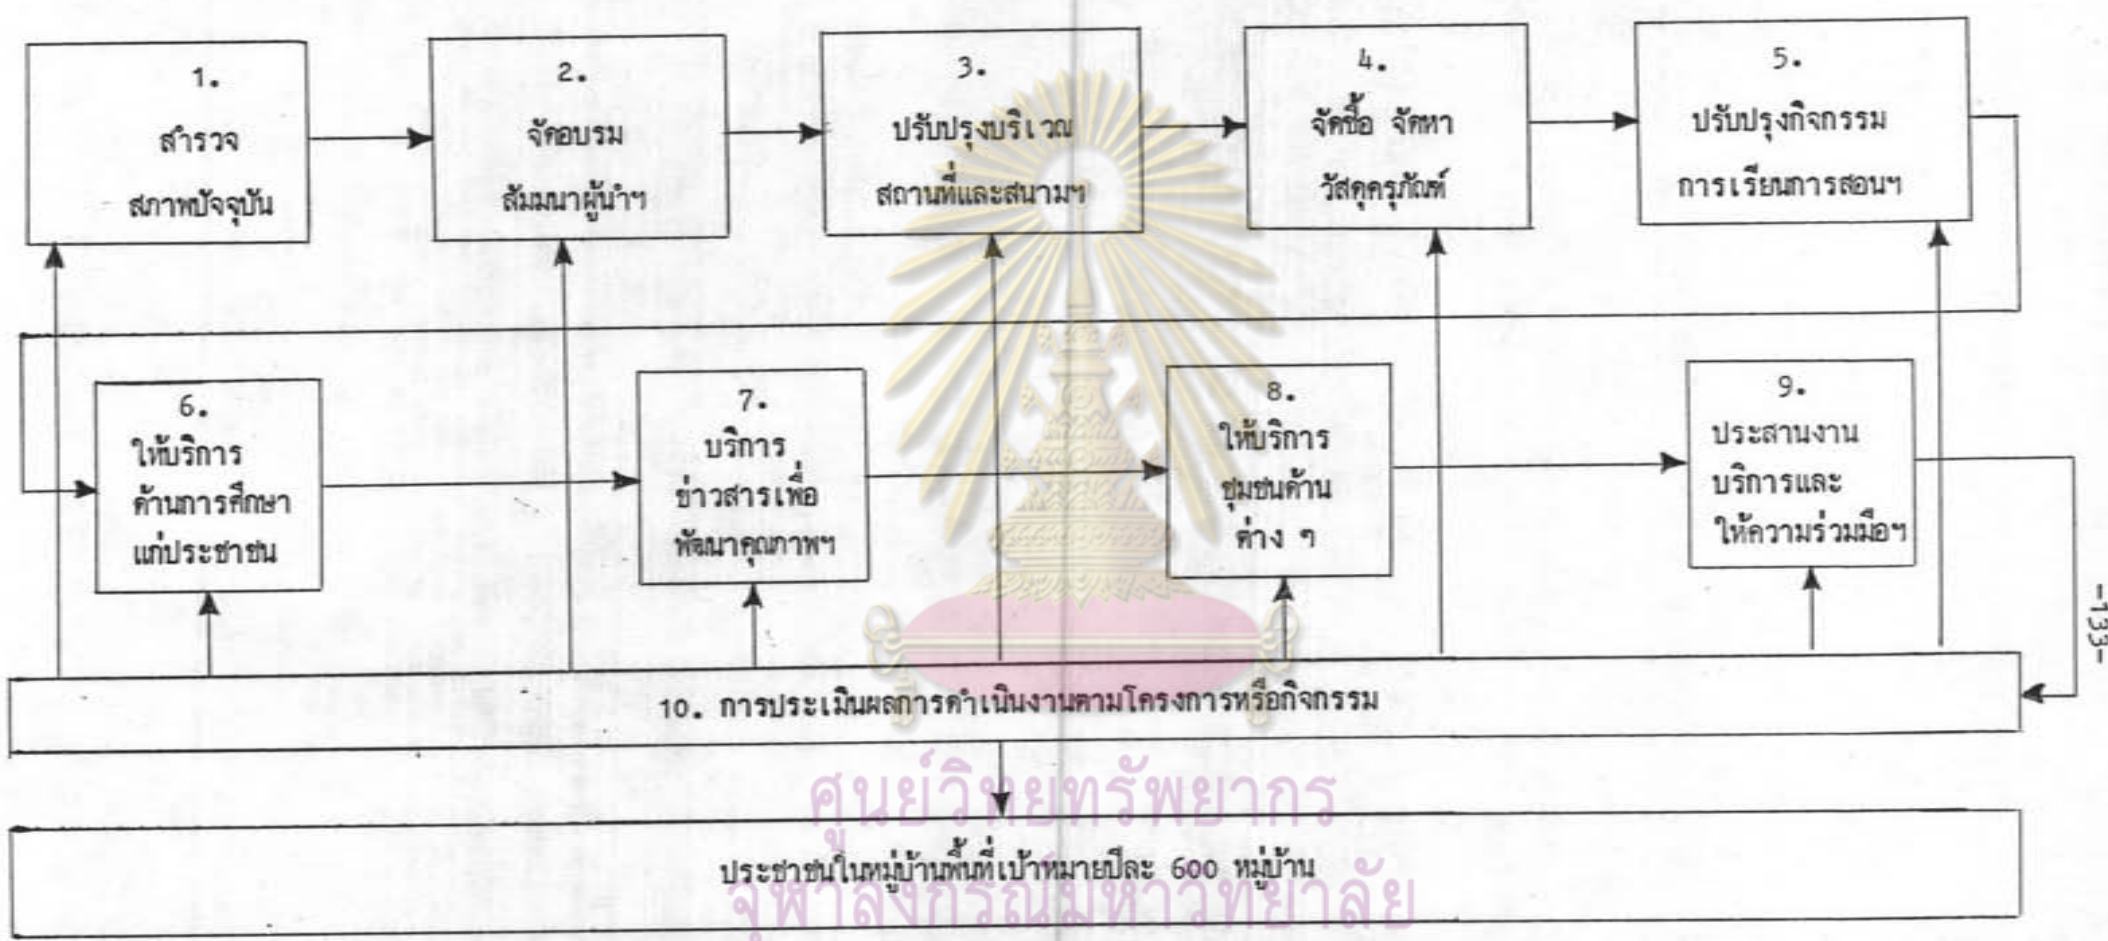 1.
สำรวจ
สภาพปัจจุบัน
2.
จัดอบรม
สัมมนาผู้นำฯ
3.
ปรับปรุงบริเวณ
สถานที่และสนามฯ
4.
จัดซื้อ จัดหา
วัสดุครุภัณฑ์
5.
ปรับปรุงกิจกรรม
การเรียนการสอนฯ
6.
ให้บริการ
ด้านการศึกษา
แก่ประชาชน
7.
บริการ
ข่าวสารเพื่อ
พัฒนาคุณภาพฯ
8.
ให้บริการ
ชุมชนด้าน
ต่าง ๆ
9.
ประสานงาน
บริการและ
ให้ความร่วมมือฯ
-133-
10. การประเมินผลการดำเนินงานตามโครงการหรือกิจกรรม
ศูนย์วิทยทรัพยากร
ประชาชนในหมู่บ้านพื้นที่เป้าหมายปีละ 600 หมู่บ้าน
จุฬาลงกรณ์มหาวิทยาลัย